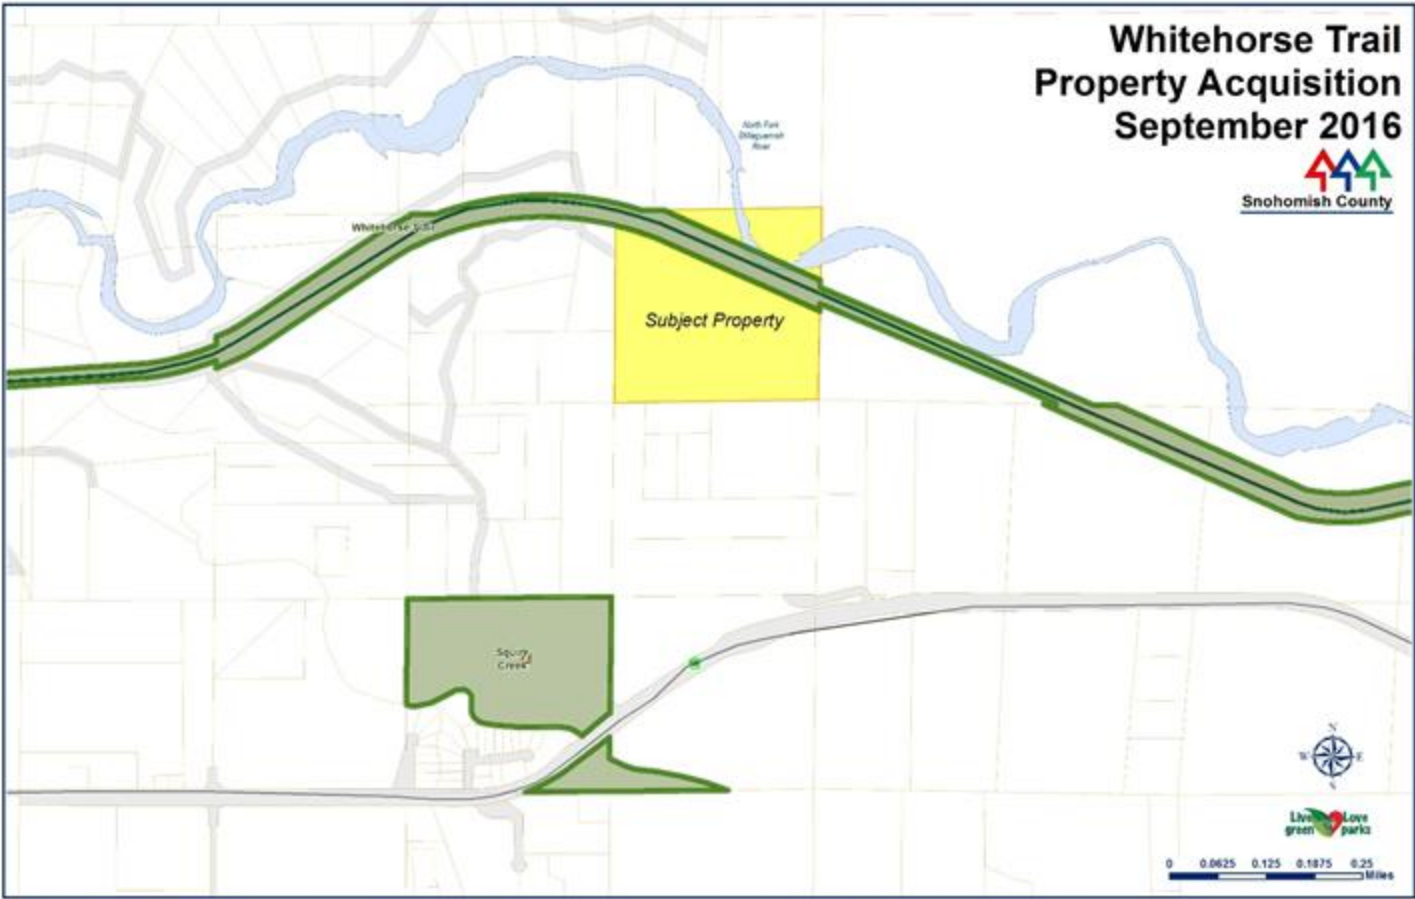 Whitehorse Trail
Property Acquisition
September 2016
Snohomish County
North Fork
Stillaguamish
River
Whitehorse Trail
Subject Property
Squire
Creek
N
W E
S
Live Love
green parks
0 0.0625 0.125 0.1875 0.25
Miles